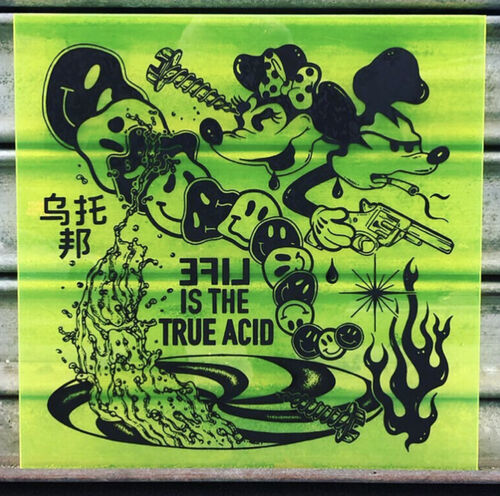 乌托
邦
LIFE
IS THE
TRUE ACID